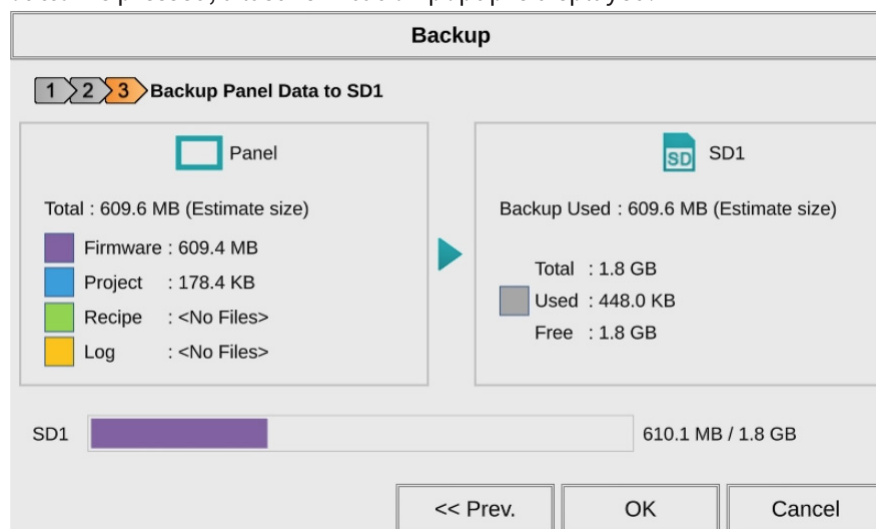 Backup
1 2 3 Backup Panel Data to SD1
Panel
Total : 609.6 MB (Estimate size)
Firmware : 609.4 MB
Project : 178.4 KB
Recipe : <No Files>
Log : <No Files>
SD SD1
Backup Used : 609.6 MB (Estimate size)
Total : 1.8 GB
Used : 448.0 KB
Free : 1.8 GB
SD1 610.1 MB / 1.8 GB
<< Prev. OK Cancel